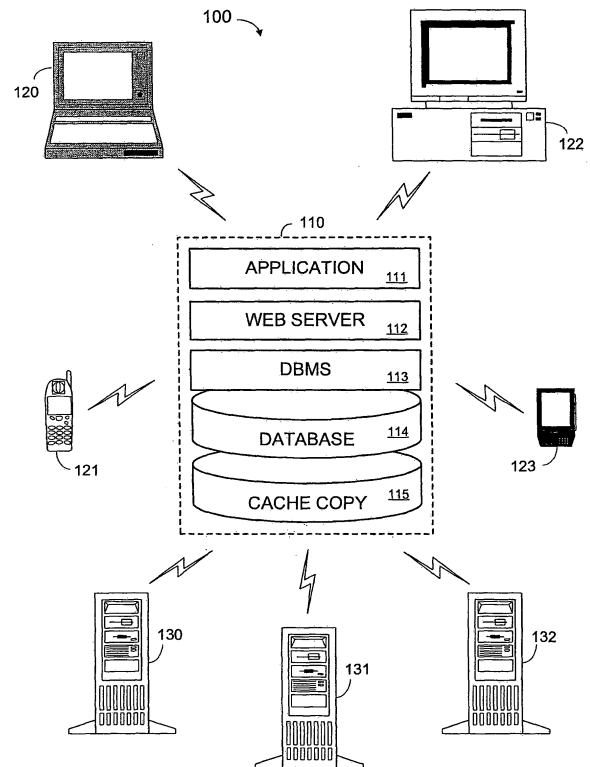 100
120
122
110
APPLICATION 111
WEB SERVER 112
DBMS 113
DATABASE 114
CACHE COPY 115
121
123
130
131
132